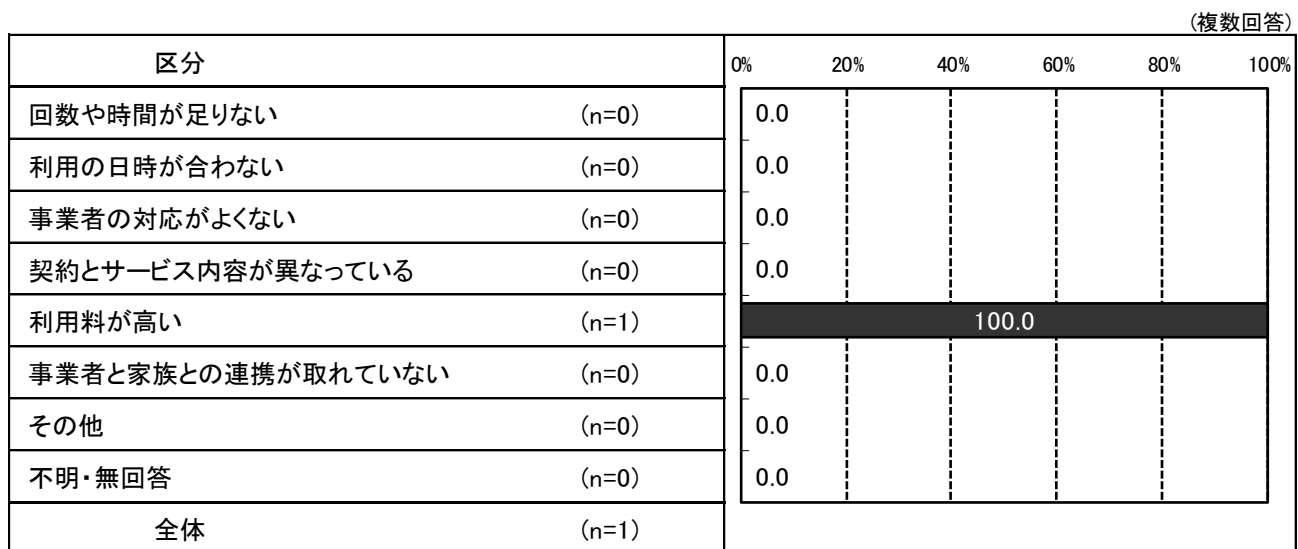 (複数回答)
区分 0% 20% 40% 60% 80% 100%
回数や時間が足りない (n=0) 0.0
利用の日時が合わない (n=0) 0.0
事業者の対応がよくない (n=0) 0.0
契約とサービス内容が異なっている (n=0) 0.0
利用料が高い (n=1) 100.0
事業者と家族との連携が取れていない (n=0) 0.0
その他 (n=0) 0.0
不明・無回答 (n=0) 0.0
全体 (n=1)